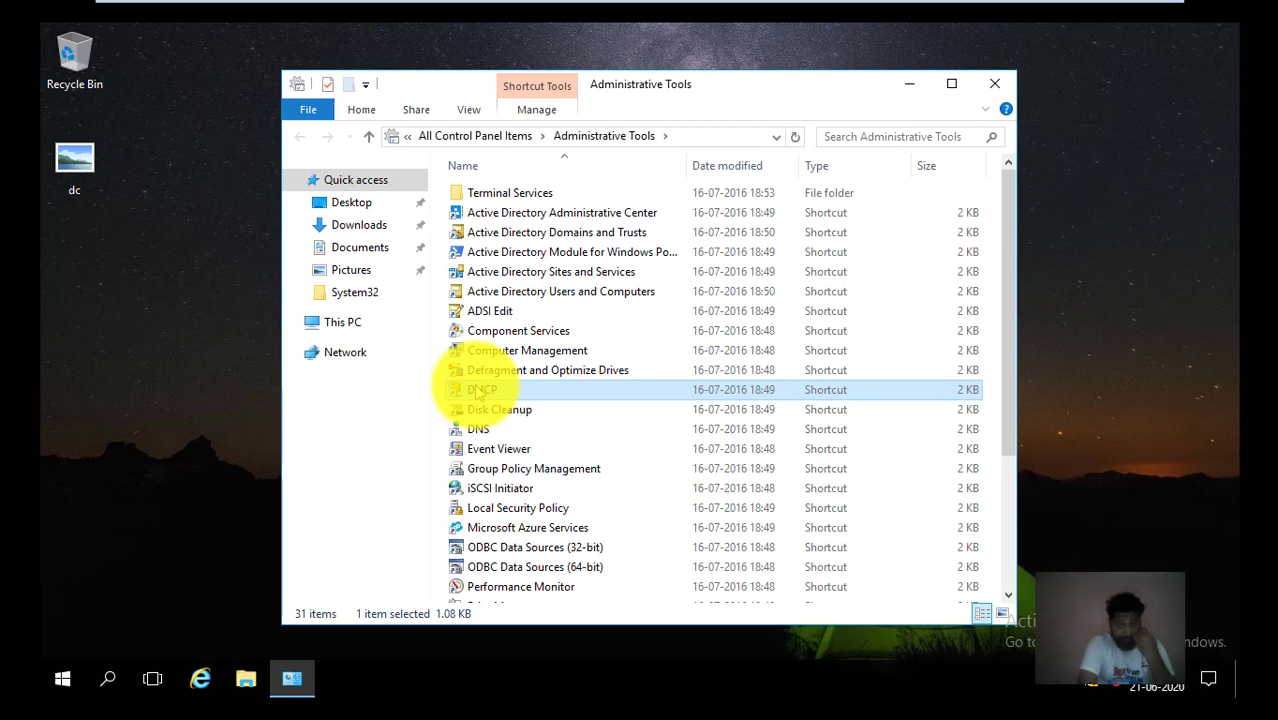 Recycle Bin
dc
Shortcut Tools
Administrative Tools
File
Home
Share
View
Manage
« All Control Panel Items > Administrative Tools >
Search Administrative Tools
Name
Date modified
Type
Size
Quick access
Desktop
Downloads
Documents
Pictures
System32
This PC
Network
Terminal Services 16-07-2016 18:53 File folder
Active Directory Administrative Center 16-07-2016 18:49 Shortcut 2 KB
Active Directory Domains and Trusts 16-07-2016 18:50 Shortcut 2 KB
Active Directory Module for Windows Po... 16-07-2016 18:49 Shortcut 2 KB
Active Directory Sites and Services 16-07-2016 18:49 Shortcut 2 KB
Active Directory Users and Computers 16-07-2016 18:50 Shortcut 2 KB
ADSI Edit 16-07-2016 18:49 Shortcut 2 KB
Component Services 16-07-2016 18:48 Shortcut 2 KB
Computer Management 16-07-2016 18:48 Shortcut 2 KB
Defragment and Optimize Drives 16-07-2016 18:48 Shortcut 2 KB
DHCP 16-07-2016 18:49 Shortcut 2 KB
Disk Cleanup 16-07-2016 18:49 Shortcut 2 KB
DNS 16-07-2016 18:49 Shortcut 2 KB
Event Viewer 16-07-2016 18:48 Shortcut 2 KB
Group Policy Management 16-07-2016 18:49 Shortcut 2 KB
iSCSI Initiator 16-07-2016 18:48 Shortcut 2 KB
Local Security Policy 16-07-2016 18:49 Shortcut 2 KB
Microsoft Azure Services 16-07-2016 18:49 Shortcut 2 KB
ODBC Data Sources (32-bit) 16-07-2016 18:48 Shortcut 2 KB
ODBC Data Sources (64-bit) 16-07-2016 18:48 Shortcut 2 KB
Performance Monitor 16-07-2016 18:48 Shortcut 2 KB
31 items 1 item selected 1.08 KB
Go to
21-06-2020